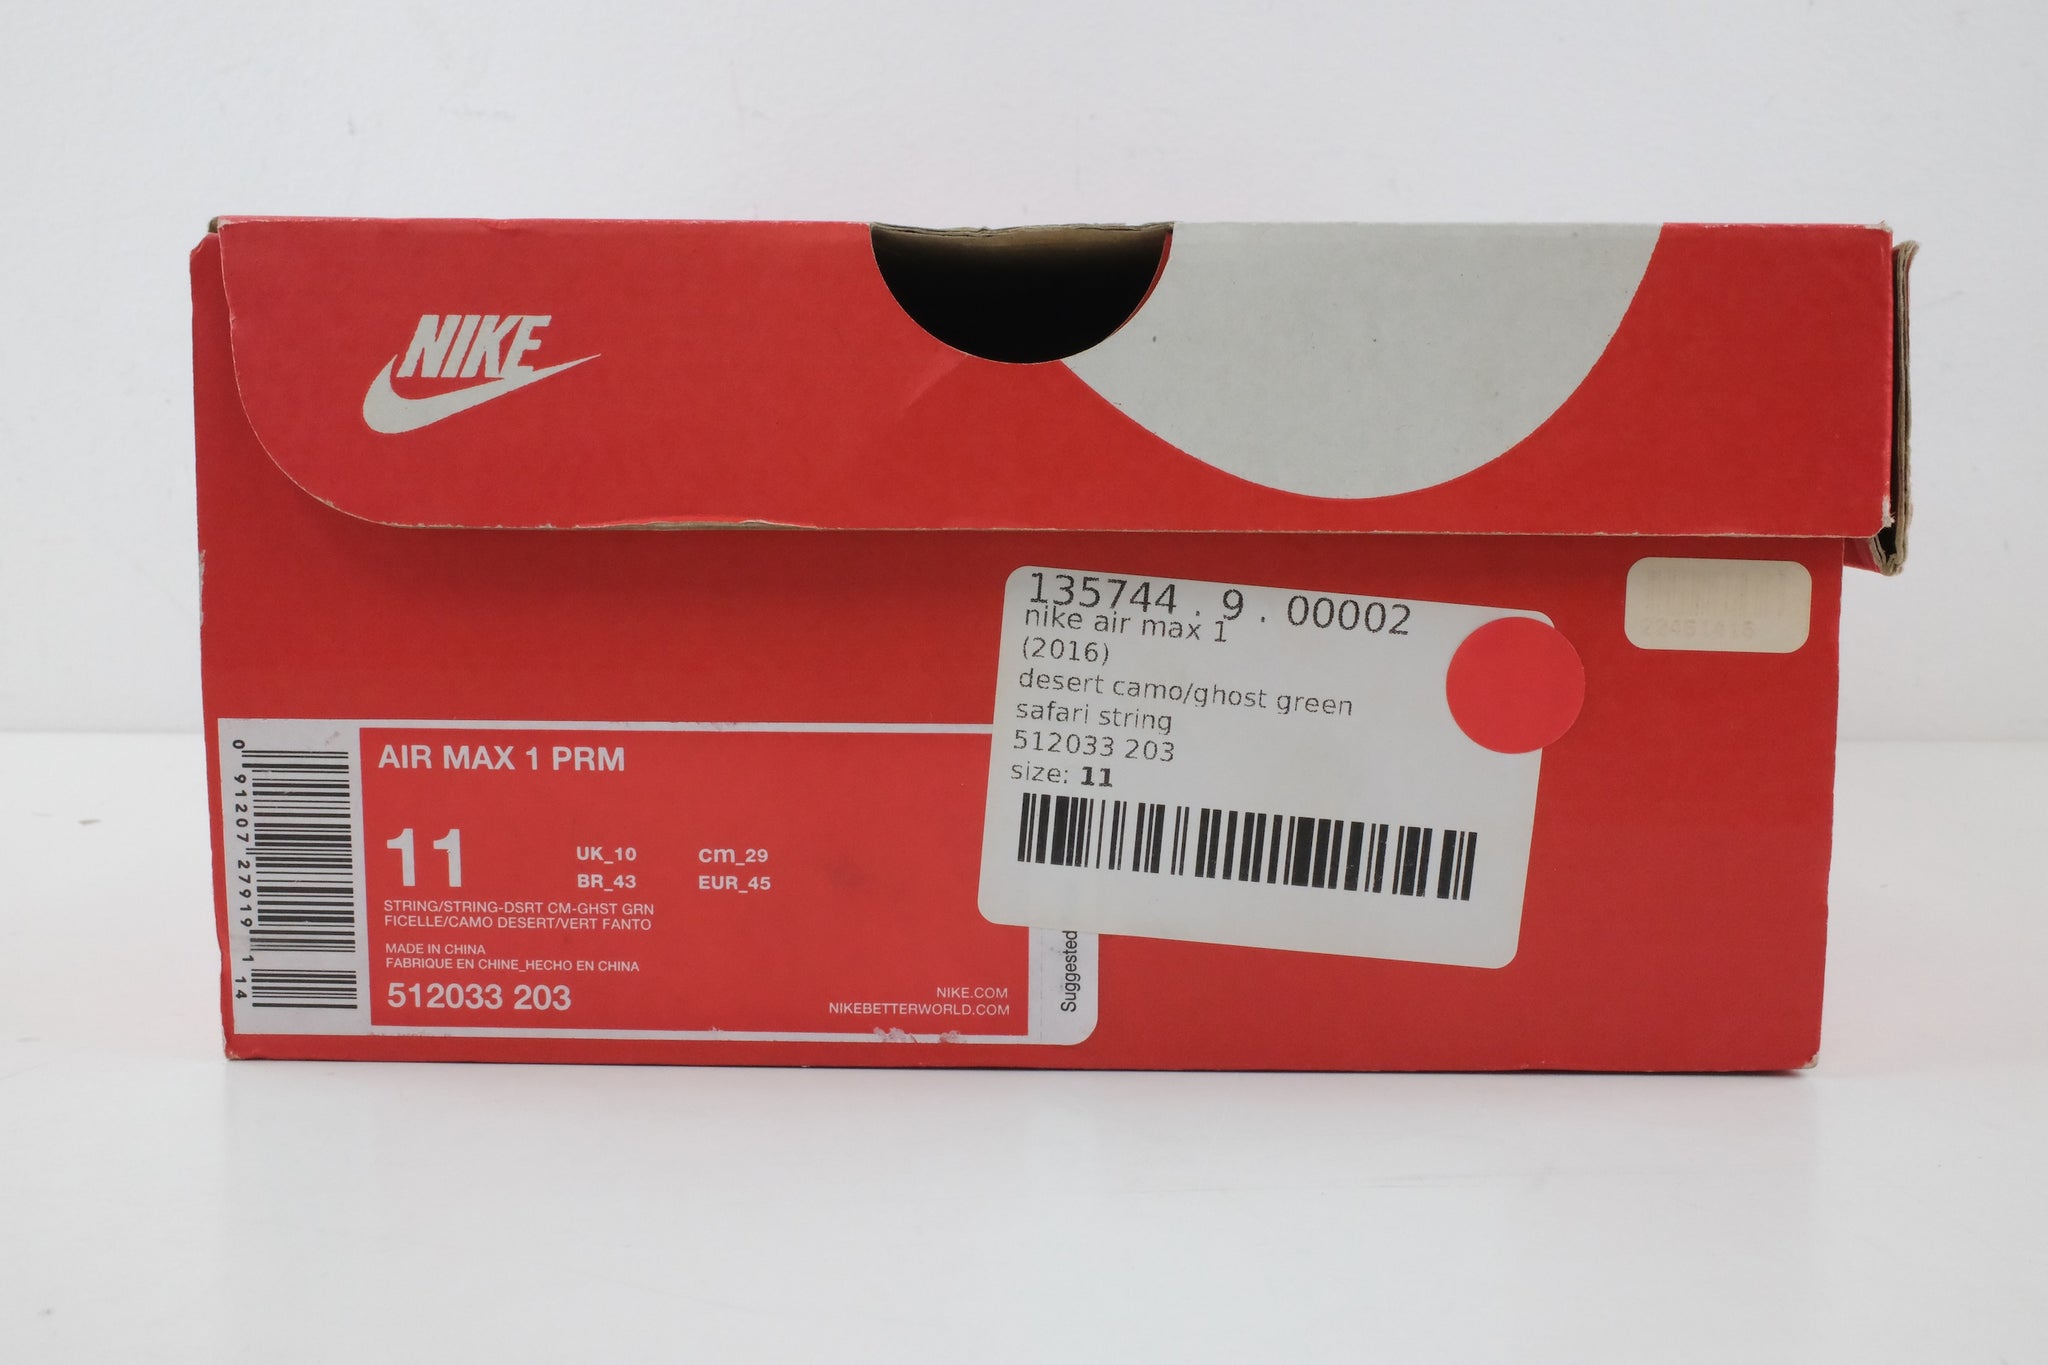 NIKE
135744 . 9 . 00002
nike air max 1
(2016)
desert camo/ghost green
safari string
512033 203
size: 11
AIR MAX 1 PRM
11
UK_10 cm_29
BR_43 EUR_45
STRING/STRING-DSRT CM-GHST GRN
FICELLE/CAMO DESERT/VERT FANTO
MADE IN CHINA
FABRIQUE EN CHINE_HECHO EN CHINA
512033 203
NIKE.COM
NIKEBETTERWORLD.COM
0 91207 27919 1 14
Suggested